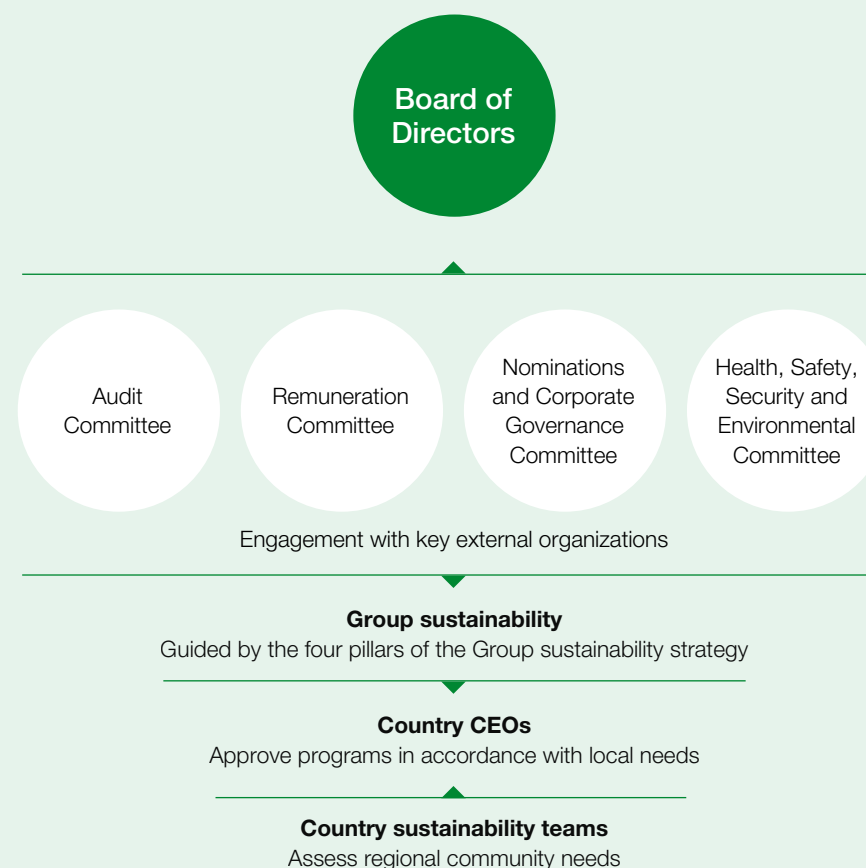 Board of
Directors
Audit
Committee
Remuneration
Committee
Nominations
and Corporate
Governance
Committee
Health, Safety,
Security and
Environmental
Committee
Engagement with key external organizations
Group sustainability
Guided by the four pillars of the Group sustainability strategy
Country CEOs
Approve programs in accordance with local needs
Country sustainability teams
Assess regional community needs